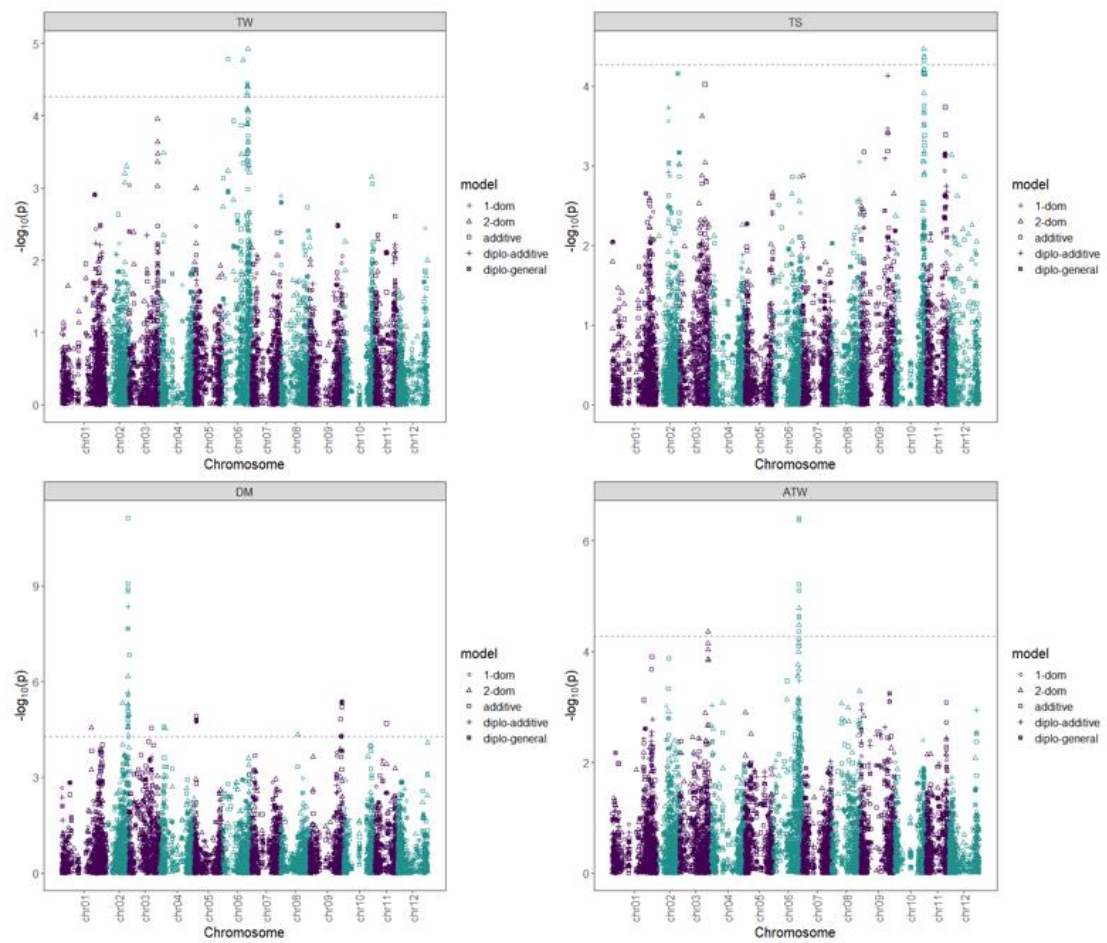 TW
5
4
3
2
1
0
-log10(p)
chr01
chr02
chr03
chr04
chr05
chr06
chr07
chr08
chr09
chr10
chr11
chr12
Chromosome
model
1-dom
2-dom
additive
diplo-additive
diplo-general
TS
4
3
2
1
0
-log10(p)
chr01
chr02
chr03
chr04
chr05
chr06
chr07
chr08
chr09
chr10
chr11
chr12
Chromosome
model
1-dom
2-dom
additive
diplo-additive
diplo-general
DM
9
6
3
0
-log10(p)
chr01
chr02
chr03
chr04
chr05
chr06
chr07
chr08
chr09
chr10
chr11
chr12
Chromosome
model
1-dom
2-dom
additive
diplo-additive
diplo-general
ATW
6
4
2
0
-log10(p)
chr01
chr02
chr03
chr04
chr05
chr06
chr07
chr08
chr09
chr10
chr11
chr12
Chromosome
model
1-dom
2-dom
additive
diplo-additive
diplo-general